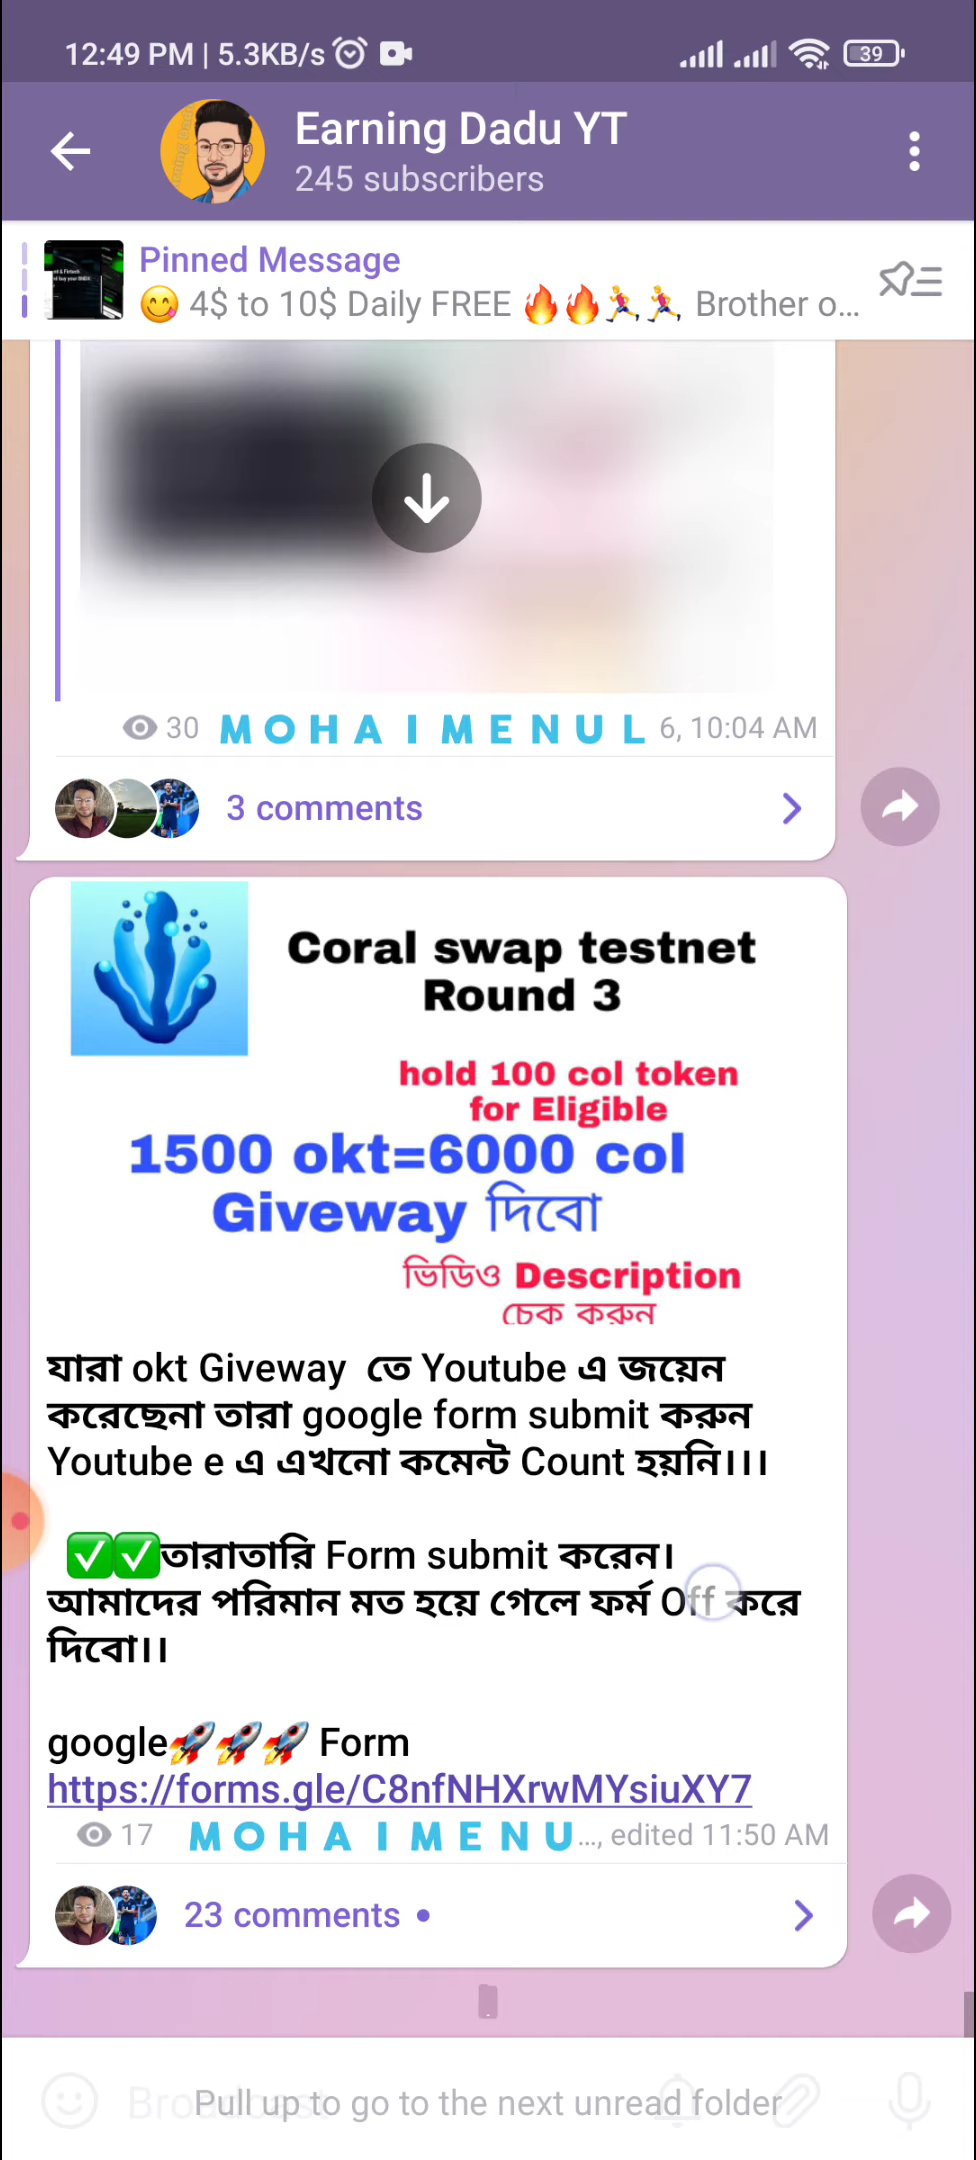 12:49 PM | 5.3KB/s
39
Earning Dadu YT
245 subscribers
Pinned Message
😋 4$ to 10$ Daily FREE 🔥🔥🏃🏃 Brother o...
30 MOHAIMENUL 6, 10:04 AM
3 comments
Coral swap testnet
Round 3
hold 100 col token
for Eligible
1500 okt=6000 col
Giveway দিবো
ভিডিও Description
চেক করুন
যারা okt Giveway তে Youtube এ জয়েন
করেছেনা তারা google form submit করুন
Youtube e এ এখনো কমেন্ট Count হয়নি।।।
✅✅তারাতারি Form submit করেন।
আমাদের পরিমান মত হয়ে গেলে ফর্ম Off করে
দিবো।।
google🚀🚀🚀 Form
https://forms.gle/C8nfNHXrwMYsiuXY7
17 MOHAIMENU..., edited 11:50 AM
23 comments
Broadcast
Pull up to go to the next unread folder